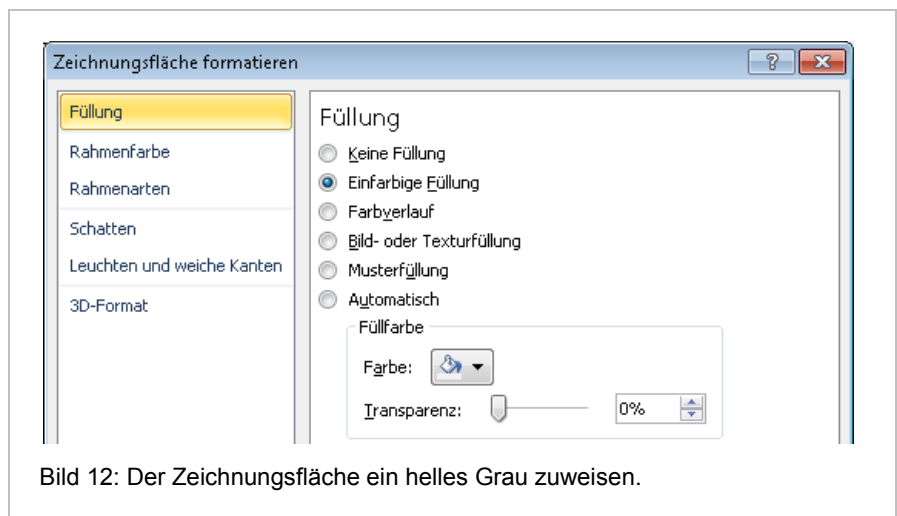 Zeichnungsfläche formatieren
Füllung
Rahmenfarbe
Rahmenarten
Schatten
Leuchten und weiche Kanten
3D-Format
Füllung
Keine Füllung
Einfarbige Füllung
Farbverlauf
Bild- oder Texturfüllung
Musterfüllung
Automatisch
Füllfarbe
Farbe:
Transparenz: 0%
Bild 12: Der Zeichnungsfläche ein helles Grau zuweisen.